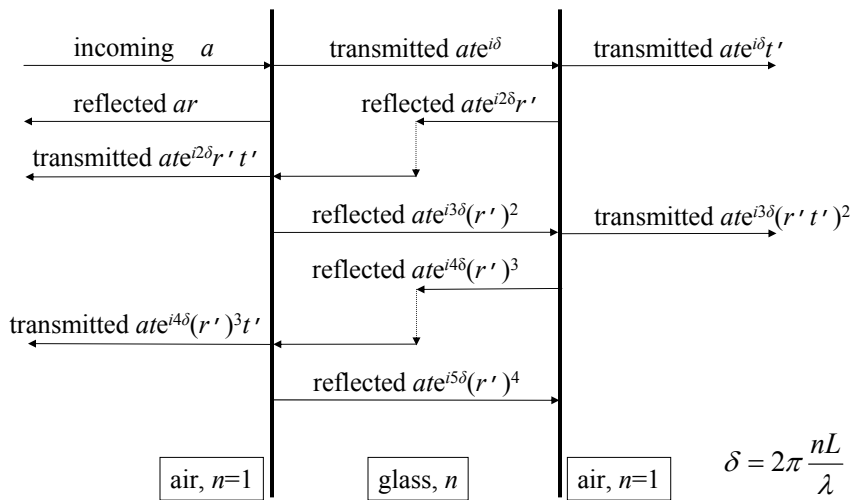 incoming a
transmitted ate^{iδ}
transmitted ate^{iδ}t′
reflected ar
reflected ate^{i2δ}r′
transmitted ate^{i2δ}r′t′
reflected ate^{i3δ}(r′)^2
transmitted ate^{i3δ}(r′t′)^2
reflected ate^{i4δ}(r′)^3
transmitted ate^{i4δ}(r′)^3t′
reflected ate^{i5δ}(r′)^4
air, n=1
glass, n
air, n=1
δ = 2π nL/λ